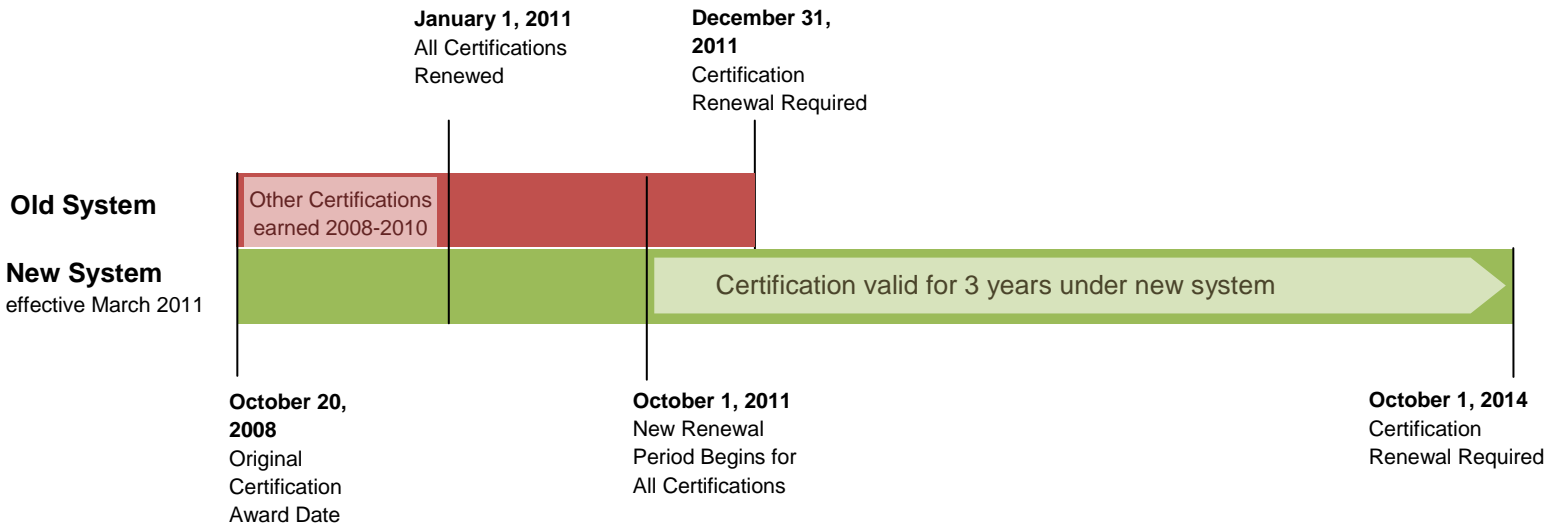 January 1, 2011
All Certifications
Renewed
December 31,
2011
Certification
Renewal Required
Old System
Other Certifications
earned 2008-2010
New System
effective March 2011
Certification valid for 3 years under new system
October 20,
2008
Original
Certification
Award Date
October 1, 2011
New Renewal
Period Begins for
All Certifications
October 1, 2014
Certification
Renewal Required